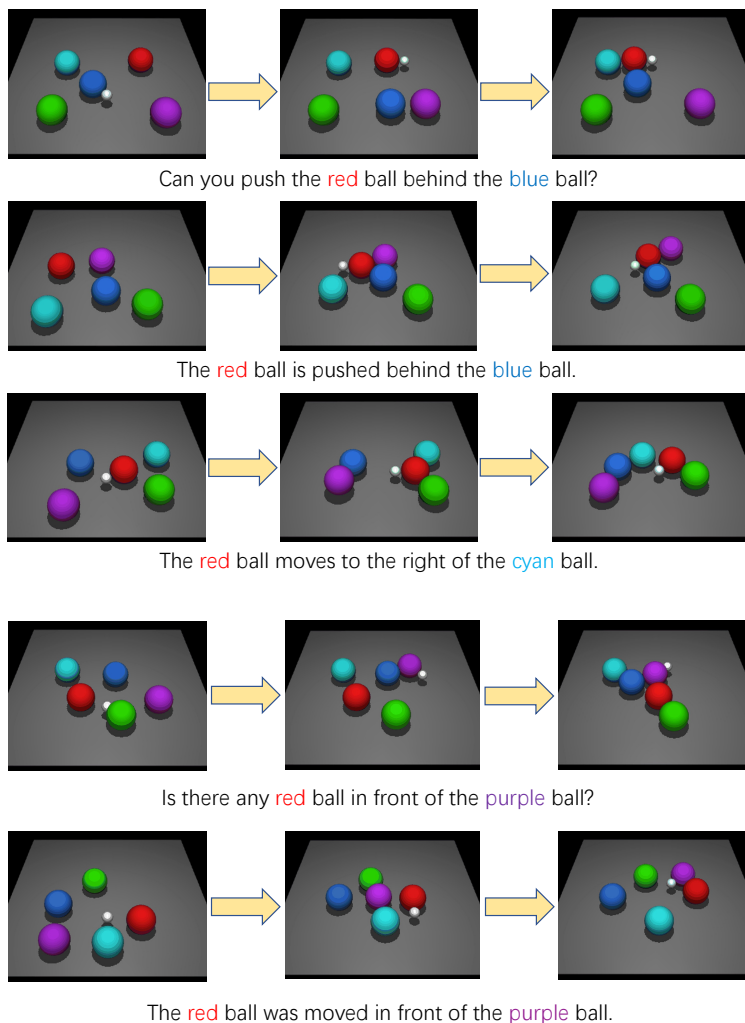 Can you push the red ball behind the blue ball?
The red ball is pushed behind the blue ball.
The red ball moves to the right of the cyan ball.
Is there any red ball in front of the purple ball?
The red ball was moved in front of the purple ball.